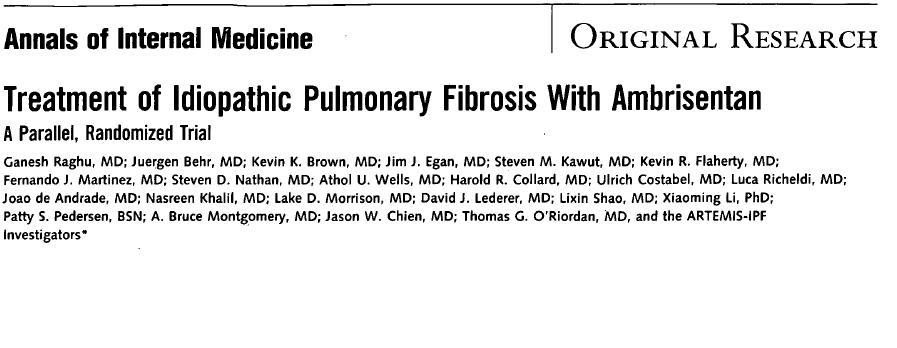 Annals of Internal Medicine
ORIGINAL RESEARCH
Treatment of Idiopathic Pulmonary Fibrosis With Ambrisentan
A Parallel, Randomized Trial
Ganesh Raghu, MD; Juergen Behr, MD; Kevin K. Brown, MD; Jim J. Egan, MD; Steven M. Kawut, MD; Kevin R. Flaherty, MD;
Fernando J. Martinez, MD; Steven D. Nathan, MD; Athol U. Wells, MD; Harold R. Collard, MD; Ulrich Costabel, MD; Luca Richeldi, MD;
Joao de Andrade, MD; Nasreen Khalil, MD; Lake D. Morrison, MD; David J. Lederer, MD; Lixin Shao, MD; Xiaoming Li, PhD;
Patty S. Pedersen, BSN; A. Bruce Montgomery, MD; Jason W. Chien, MD; Thomas G. O'Riordan, MD, and the ARTEMIS-IPF
Investigators*